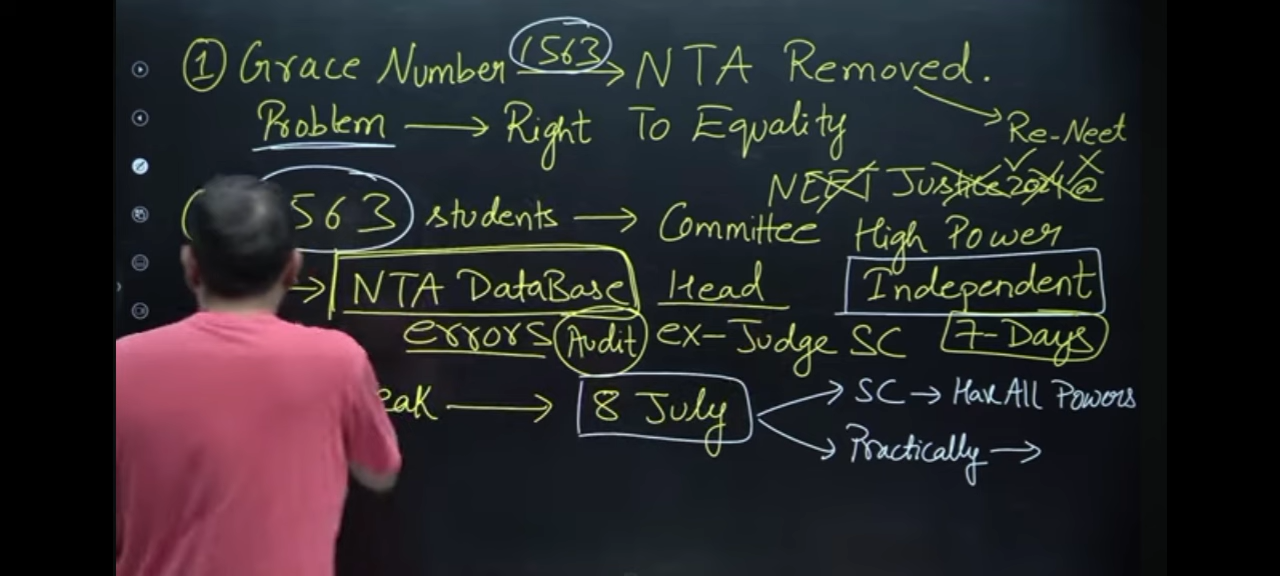 ① Grace Number 1563 → NTA Removed.
Problem → Right To Equality
Re-Neet
NEET Justice 2024 @
563 students → Committee High Power
→ NTA DataBase Head Independent
errors Audit ex-Judge SC 7-Days
eak → 8 July
→ SC → Have All Powers
→ Practically →